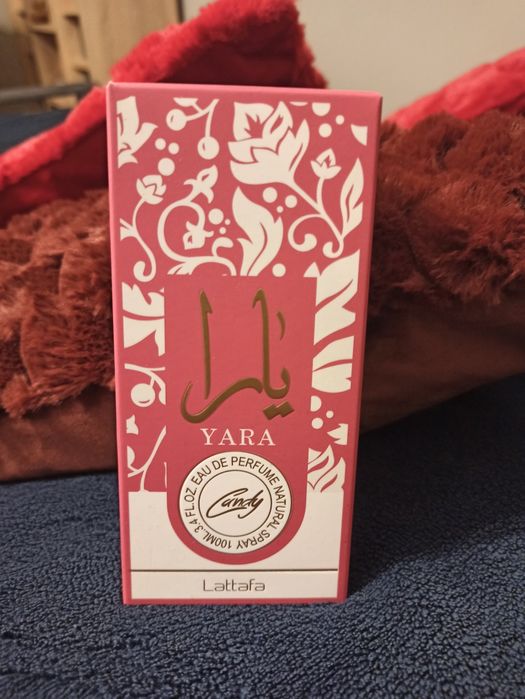 يارا
YARA
EAU DE PERFUME NATURAL SPRAY 100ML.3.4 FL.OZ
Candy
Lattafa